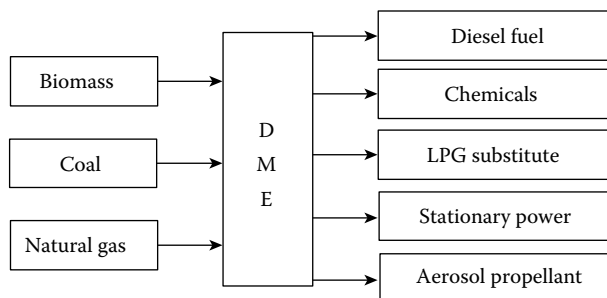 Biomass
Coal
Natural gas
D
M
E
Diesel fuel
Chemicals
LPG substitute
Stationary power
Aerosol propellant